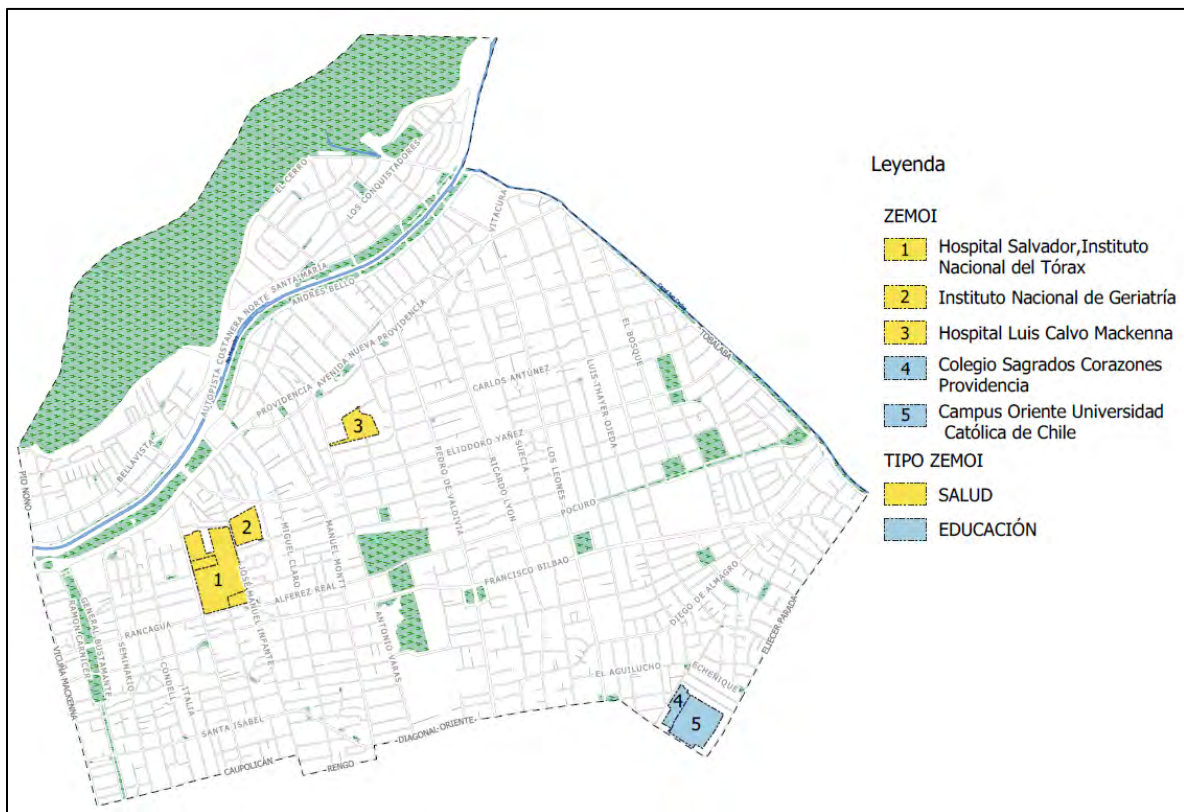 EL CERRO
LOS CONQUISTADORES
VITACURA
AUTOPISTA COSTANERA NORTE SANTA MARIA
ANDRES BELLO
PROVIDENCIA AVENIDA NUEVA PROVIDENCIA
TOBALABA
EL BOSQUE
LUIS THAYER OJEDA
CARLOS ANTÚNEZ
3
ELIODORO YAÑEZ
SUECIA
LOS LEONES
RICARDO LYON
PEDRO DE VALDIVIA
BELLAVISTA
PIO NONO
POCURO
2
1
MIGUEL CLARO
MANUEL MONTT
JOSE MANUEL INFANTE
ALFEREZ REAL
FRANCISCO BILBAO
DIEGO DE ALMAGRO
ELIECER PARADA
RANCAGUA
GENERAL BUSTAMANTE
RAMON CARNICER
VICUÑA MACKENNA
SEMINARIO
CONDELL
ITALIA
ANTONIO VARAS
EL AGUILUCHO
ECHEÑIQUE
4
5
SANTA ISABEL
DIAGONAL ORIENTE
CAUPOLICÁN
RENGO
Leyenda
ZEMOI
1 Hospital Salvador,Instituto
Nacional del Tórax
2 Instituto Nacional de Geriatría
3 Hospital Luis Calvo Mackenna
4 Colegio Sagrados Corazones
Providencia
5 Campus Oriente Universidad
Católica de Chile
TIPO ZEMOI
SALUD
EDUCACIÓN